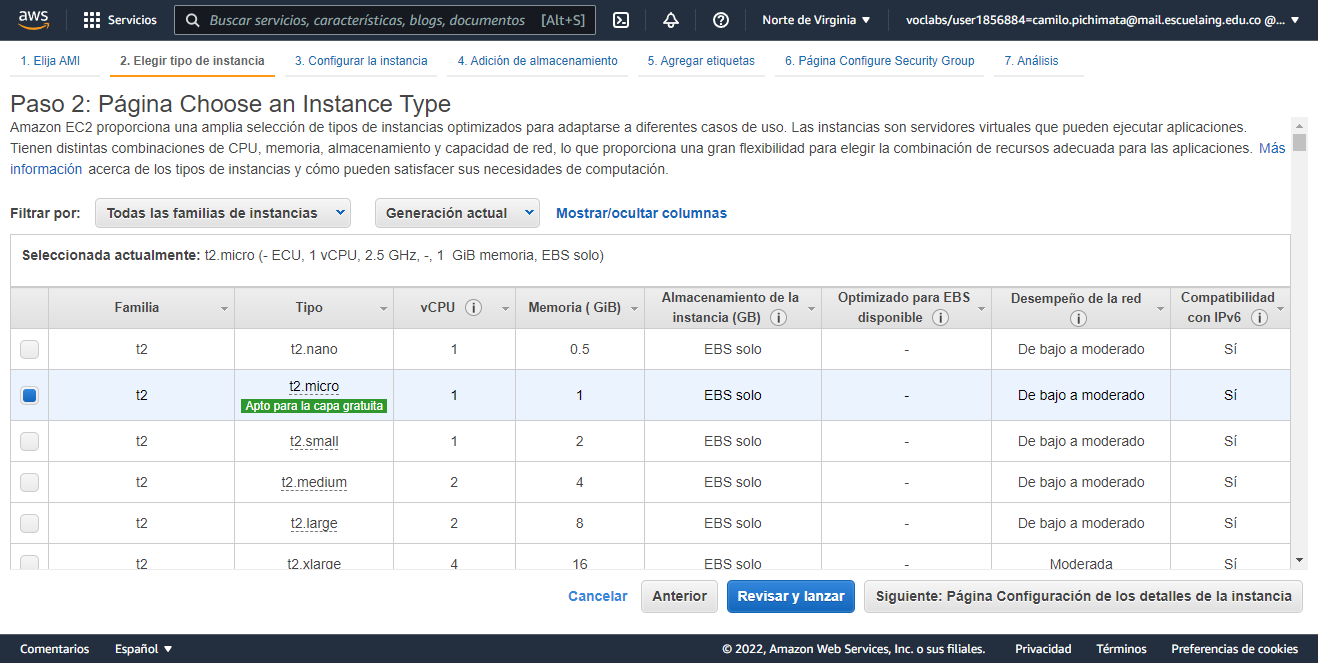 aws Servicios Buscar servicios, características, blogs, documentos [Alt+S] Norte de Virginia voclabs/user1856884=camilo.pichimata@mail.escuelaing.edu.co @...
1. Elija AMI 2. Elegir tipo de instancia 3. Configurar la instancia 4. Adición de almacenamiento 5. Agregar etiquetas 6. Página Configure Security Group 7. Análisis
Paso 2: Página Choose an Instance Type
Amazon EC2 proporciona una amplia selección de tipos de instancias optimizados para adaptarse a diferentes casos de uso. Las instancias son servidores virtuales que pueden ejecutar aplicaciones.
Tienen distintas combinaciones de CPU, memoria, almacenamiento y capacidad de red, lo que proporciona una gran flexibilidad para elegir la combinación de recursos adecuada para las aplicaciones. Más
información acerca de los tipos de instancias y cómo pueden satisfacer sus necesidades de computación.
Filtrar por: Todas las familias de instancias Generación actual Mostrar/ocultar columnas
Seleccionada actualmente: t2.micro (- ECU, 1 vCPU, 2.5 GHz, -, 1 GiB memoria, EBS solo)
Familia Tipo vCPU Memoria ( GiB) Almacenamiento de la instancia (GB) Optimizado para EBS disponible Desempeño de la red Compatibilidad con IPv6
t2 t2.nano 1 0.5 EBS solo - De bajo a moderado Sí
t2 t2.micro 1 1 EBS solo - De bajo a moderado Sí
Apto para la capa gratuita
t2 t2.small 1 2 EBS solo - De bajo a moderado Sí
t2 t2.medium 2 4 EBS solo - De bajo a moderado Sí
t2 t2.large 2 8 EBS solo - De bajo a moderado Sí
t2 t2.xlarge 4 16 EBS solo - Moderada Sí
Cancelar Anterior Revisar y lanzar Siguiente: Página Configuración de los detalles de la instancia
Comentarios Español © 2022, Amazon Web Services, Inc. o sus filiales. Privacidad Términos Preferencias de cookies